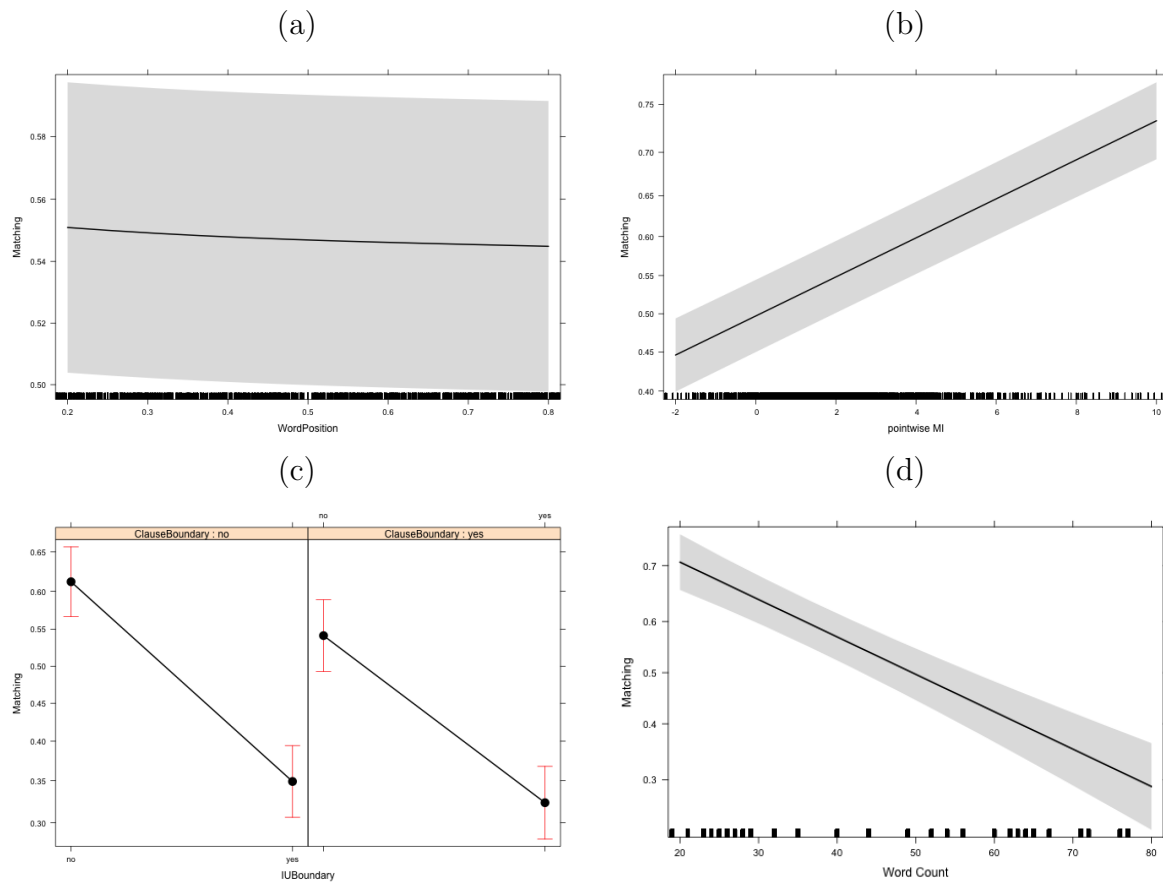 (a)
0.58
0.56
0.54
0.52
0.50
Matching
0.2 0.3 0.4 0.5 0.6 0.7 0.8
WordPosition
(b)
0.75
0.70
0.65
0.60
0.55
0.50
0.45
0.40
Matching
-2 0 2 4 6 8 10
pointwise MI
(c)
no yes
ClauseBoundary : no ClauseBoundary : yes
0.65
0.60
0.55
0.50
0.45
0.40
0.35
0.30
Matching
no yes
IUBoundary
(d)
0.7
0.6
0.5
0.4
0.3
Matching
20 30 40 50 60 70 80
Word Count